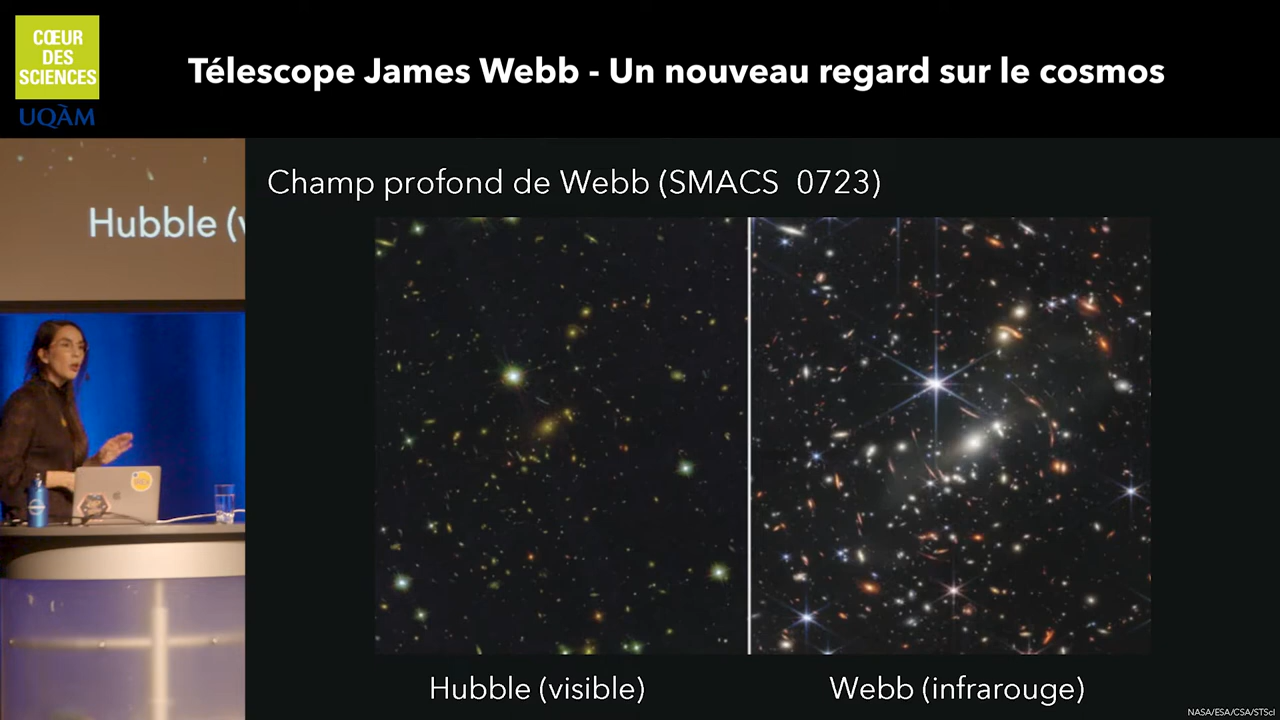 CŒUR
DES
SCIENCES
UQÀM
Télescope James Webb - Un nouveau regard sur le cosmos
Hubble (v
Champ profond de Webb (SMACS 0723)
Hubble (visible)
Webb (infrarouge)
NASA/ESA/CSA/STScI